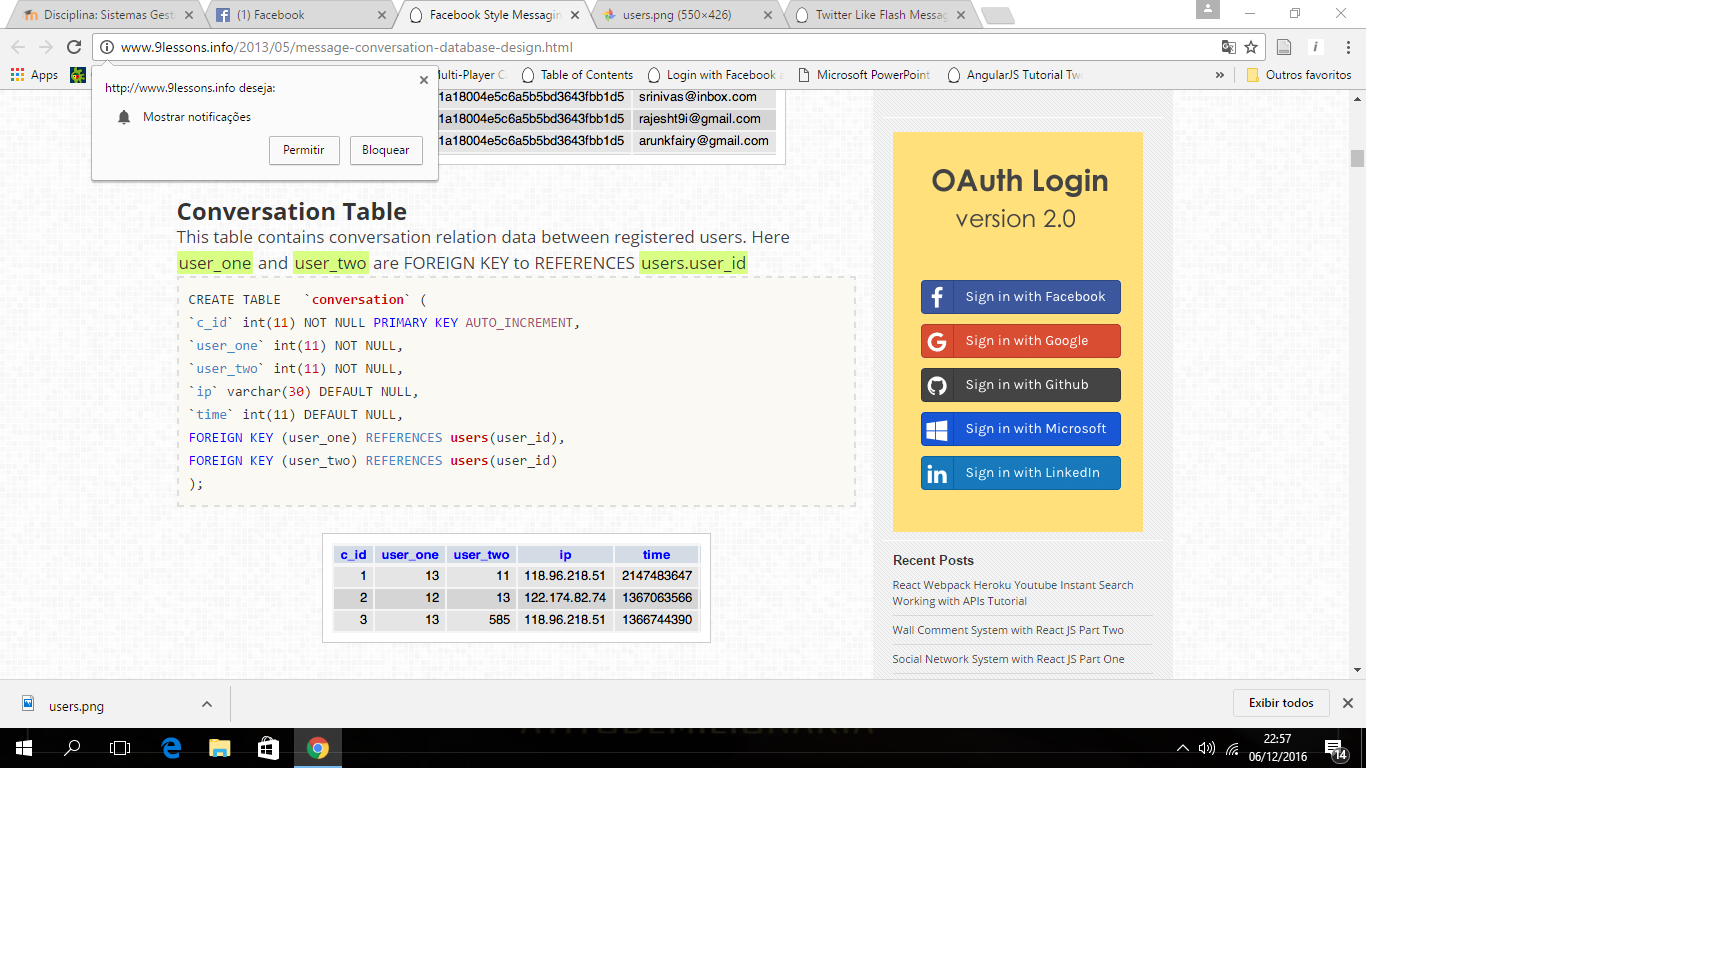 Disciplina: Sistemas Gest
(1) Facebook
Facebook Style Messagin
users.png (550×426)
Twitter Like Flash Messag
www.9lessons.info/2013/05/message-conversation-database-design.html
Apps
Multi-Player C
Table of Contents
Login with Facebook a
Microsoft PowerPoint
AngularJS Tutorial Tw
»
Outros favoritos
http://www.9lessons.info deseja:
Mostrar notificações
Permitir
Bloquear
1a18004e5c6a5b5bd3643fbb1d5 srinivas@inbox.com
1a18004e5c6a5b5bd3643fbb1d5 rajesht9i@gmail.com
1a18004e5c6a5b5bd3643fbb1d5 arunkfairy@gmail.com
Conversation Table
This table contains conversation relation data between registered users. Here
user_one and user_two are FOREIGN KEY to REFERENCES users.user_id
CREATE TABLE `conversation` (
`c_id` int(11) NOT NULL PRIMARY KEY AUTO_INCREMENT,
`user_one` int(11) NOT NULL,
`user_two` int(11) NOT NULL,
`ip` varchar(30) DEFAULT NULL,
`time` int(11) DEFAULT NULL,
FOREIGN KEY (user_one) REFERENCES users(user_id),
FOREIGN KEY (user_two) REFERENCES users(user_id)
);
c_id user_one user_two ip time
1 13 11 118.96.218.51 2147483647
2 12 13 122.174.82.74 1367063566
3 13 585 118.96.218.51 1366744390
OAuth Login
version 2.0
Sign in with Facebook
Sign in with Google
Sign in with Github
Sign in with Microsoft
Sign in with LinkedIn
Recent Posts
React Webpack Heroku Youtube Instant Search
Working with APIs Tutorial
Wall Comment System with React JS Part Two
Social Network System with React JS Part One
users.png
Exibir todos
22:57
06/12/2016
14